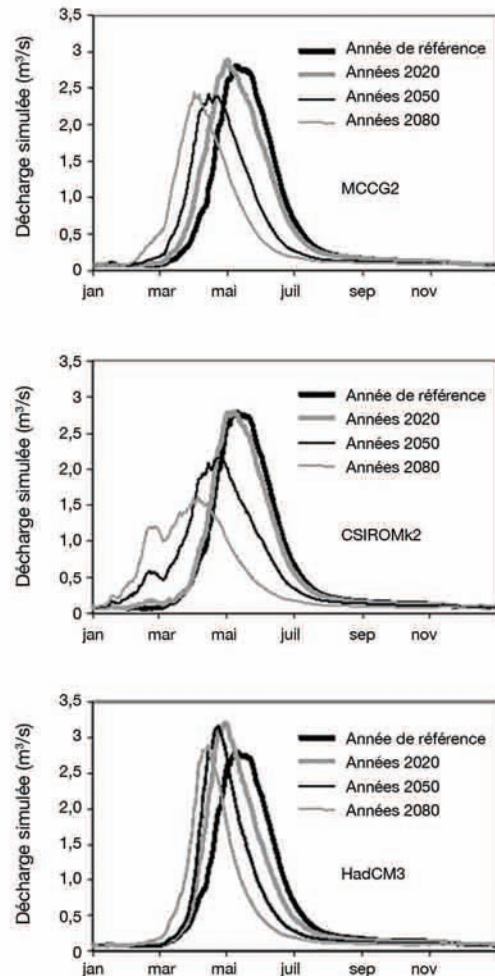 Décharge simulée (m³/s)
3,5
3
2,5
2
1,5
1
0,5
0
jan mar mai juil sep nov
Année de référence
Années 2020
Années 2050
Années 2080
MCCG2
Décharge simulée (m³/s)
3,5
3
2,5
2
1,5
1
0,5
0
jan mar mai juil sep nov
Année de référence
Années 2020
Années 2050
Années 2080
CSIROMk2
Décharge simulée (m³/s)
3,5
3
2,5
2
1,5
1
0,5
0
jan mar mai juil sep nov
Année de référence
Années 2020
Années 2050
Années 2080
HadCM3